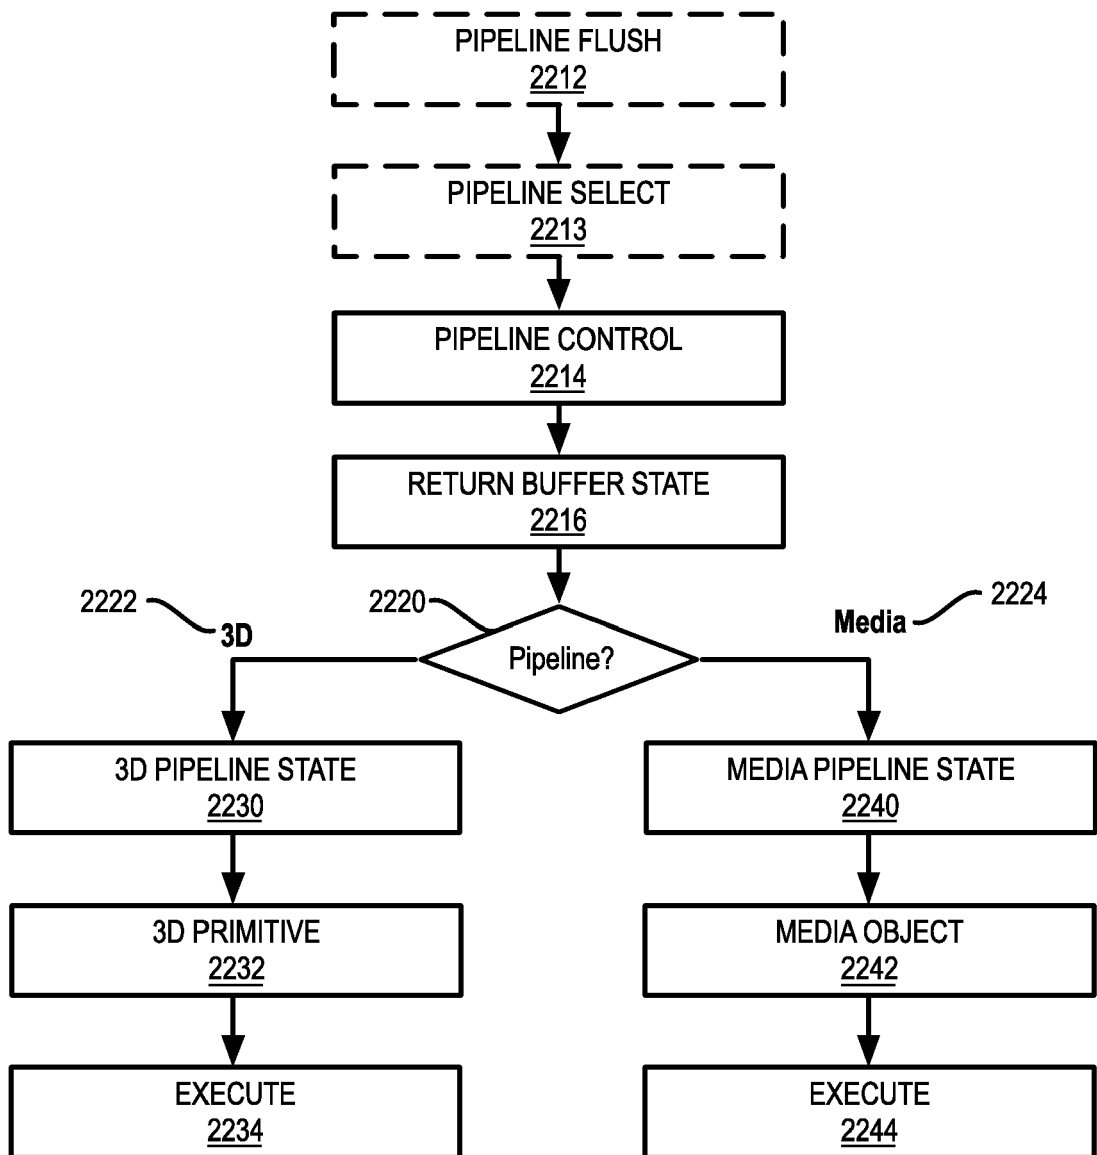 PIPELINE FLUSH
2212
PIPELINE SELECT
2213
PIPELINE CONTROL
2214
RETURN BUFFER STATE
2216
2222
3D
2220
Pipeline?
Media
2224
3D PIPELINE STATE
2230
MEDIA PIPELINE STATE
2240
3D PRIMITIVE
2232
MEDIA OBJECT
2242
EXECUTE
2234
EXECUTE
2244